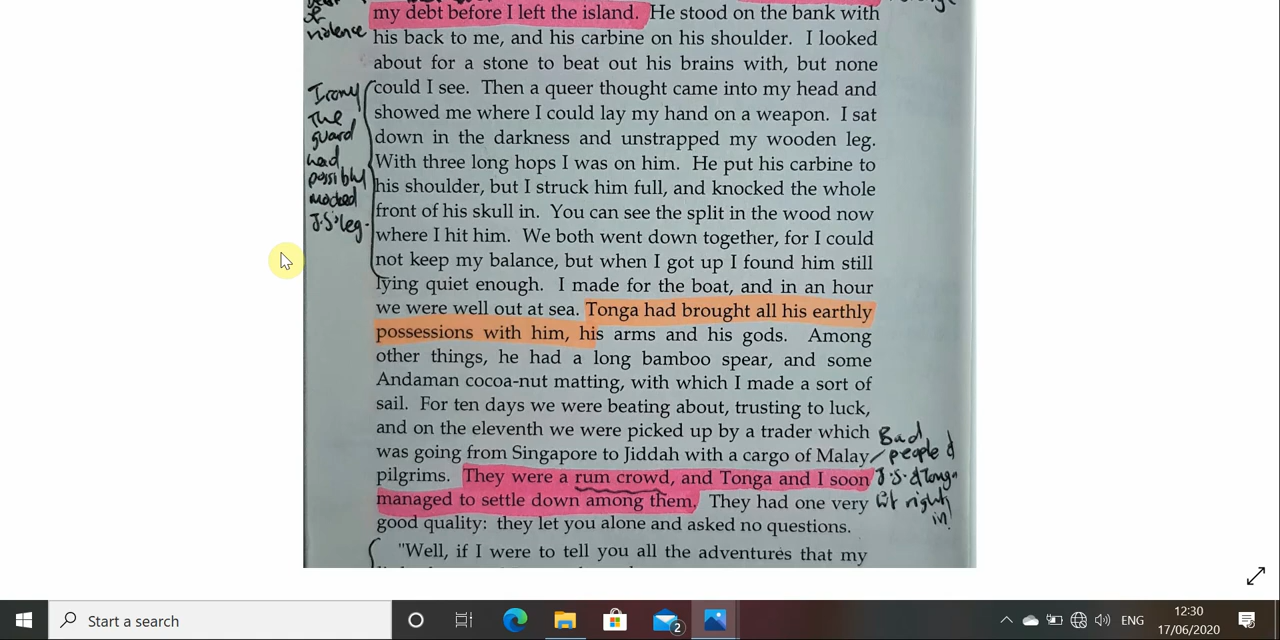 my debt before I left the island. He stood on the bank with
of
violence
his back to me, and his carbine on his shoulder. I looked
about for a stone to beat out his brains with, but none
could I see. Then a queer thought came into my head and
showed me where I could lay my hand on a weapon. I sat
down in the darkness and unstrapped my wooden leg.
With three long hops I was on him. He put his carbine to
his shoulder, but I struck him full, and knocked the whole
front of his skull in. You can see the split in the wood now
where I hit him. We both went down together, for I could
not keep my balance, but when I got up I found him still
lying quiet enough. I made for the boat, and in an hour
we were well out at sea. Tonga had brought all his earthly
possessions with him, his arms and his gods. Among
other things, he had a long bamboo spear, and some
Andaman cocoa-nut matting, with which I made a sort of
sail. For ten days we were beating about, trusting to luck,
and on the eleventh we were picked up by a trader which
was going from Singapore to Jiddah with a cargo of Malay
pilgrims. They were a rum crowd, and Tonga and I soon
managed to settle down among them. They had one very
good quality: they let you alone and asked no questions.
"Well, if I were to tell you all the adventures that my
Irony
The
guard
had
possibly
mocked
J.S's leg.
Bad
people &
J.S. & Tonga
fit right
in!
Start a search
2
ENG
12:30
17/06/2020